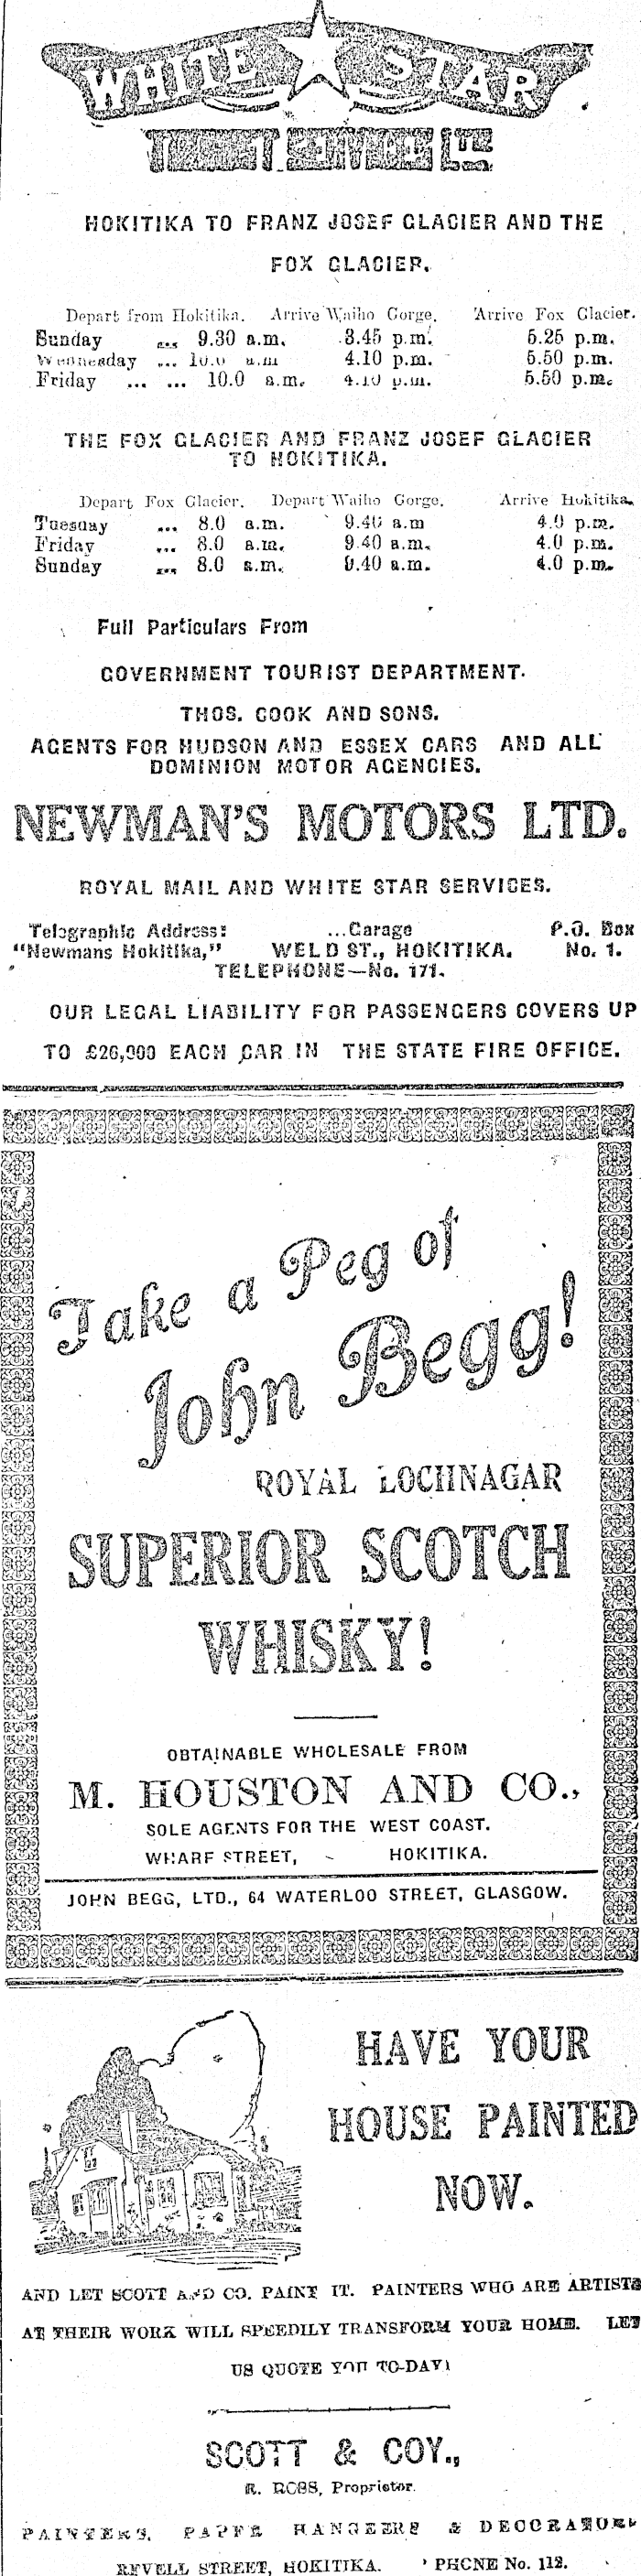 WHITE STAR
HOKITIKA TO FRANZ JOSEF GLACIER AND THE
FOX GLACIER.
Depart from Hokitika. Arrive Waiho Gorge. Arrive Fox Glacier.
Sunday ... 9.30 a.m. 3.45 p.m. 5.25 p.m.
Wednesday ... 10.0 a.m 4.10 p.m. 5.50 p.m.
Friday ... ... 10.0 a.m. 4.10 p.m. 5.50 p.m.
THE FOX GLACIER AND FRANZ JOSEF GLACIER
TO HOKITIKA.
Depart Fox Glacier. Depart Waiho Gorge. Arrive Hokitika.
Tuesday ... 8.0 a.m. 9.40 a.m 4.0 p.m.
Friday ... 8.0 a.m. 9.40 a.m. 4.0 p.m.
Sunday ... 8.0 a.m. 9.40 a.m. 4.0 p.m.
Full Particulars From
GOVERNMENT TOURIST DEPARTMENT.
THOS. COOK AND SONS.
AGENTS FOR HUDSON AND ESSEX CARS AND ALL
DOMINION MOTOR AGENCIES.
NEWMAN'S MOTORS LTD.
ROYAL MAIL AND WHITE STAR SERVICES.
Telegraphic Address: ...Garage P.O. Box
"Newmans Hokitika," WELD ST., HOKITIKA. No. 1.
TELEPHONE—No. 171.
OUR LEGAL LIABILITY FOR PASSENGERS COVERS UP
TO £26,000 EACH CAR IN THE STATE FIRE OFFICE.
Take a Peg of
John Begg!
ROYAL LOCHNAGAR
SUPERIOR SCOTCH
WHISKY!
OBTAINABLE WHOLESALE FROM
M. HOUSTON AND CO.,
SOLE AGENTS FOR THE WEST COAST.
WHARF STREET, - HOKITIKA.
JOHN BEGG, LTD., 64 WATERLOO STREET, GLASGOW.
HAVE YOUR
HOUSE PAINTED
NOW.
AND LET SCOTT AND CO. PAINT IT. PAINTERS WHO ARE ARTISTS
AT THEIR WORK WILL SPEEDILY TRANSFORM YOUR HOME. LET
US QUOTE YOU TO-DAY!
SCOTT & COY.,
R. ROSS, Proprietor.
PAINTERS, PAPER HANGERS & DECORATORS
REVELL STREET, HOKITIKA. 'PHONE No. 112.